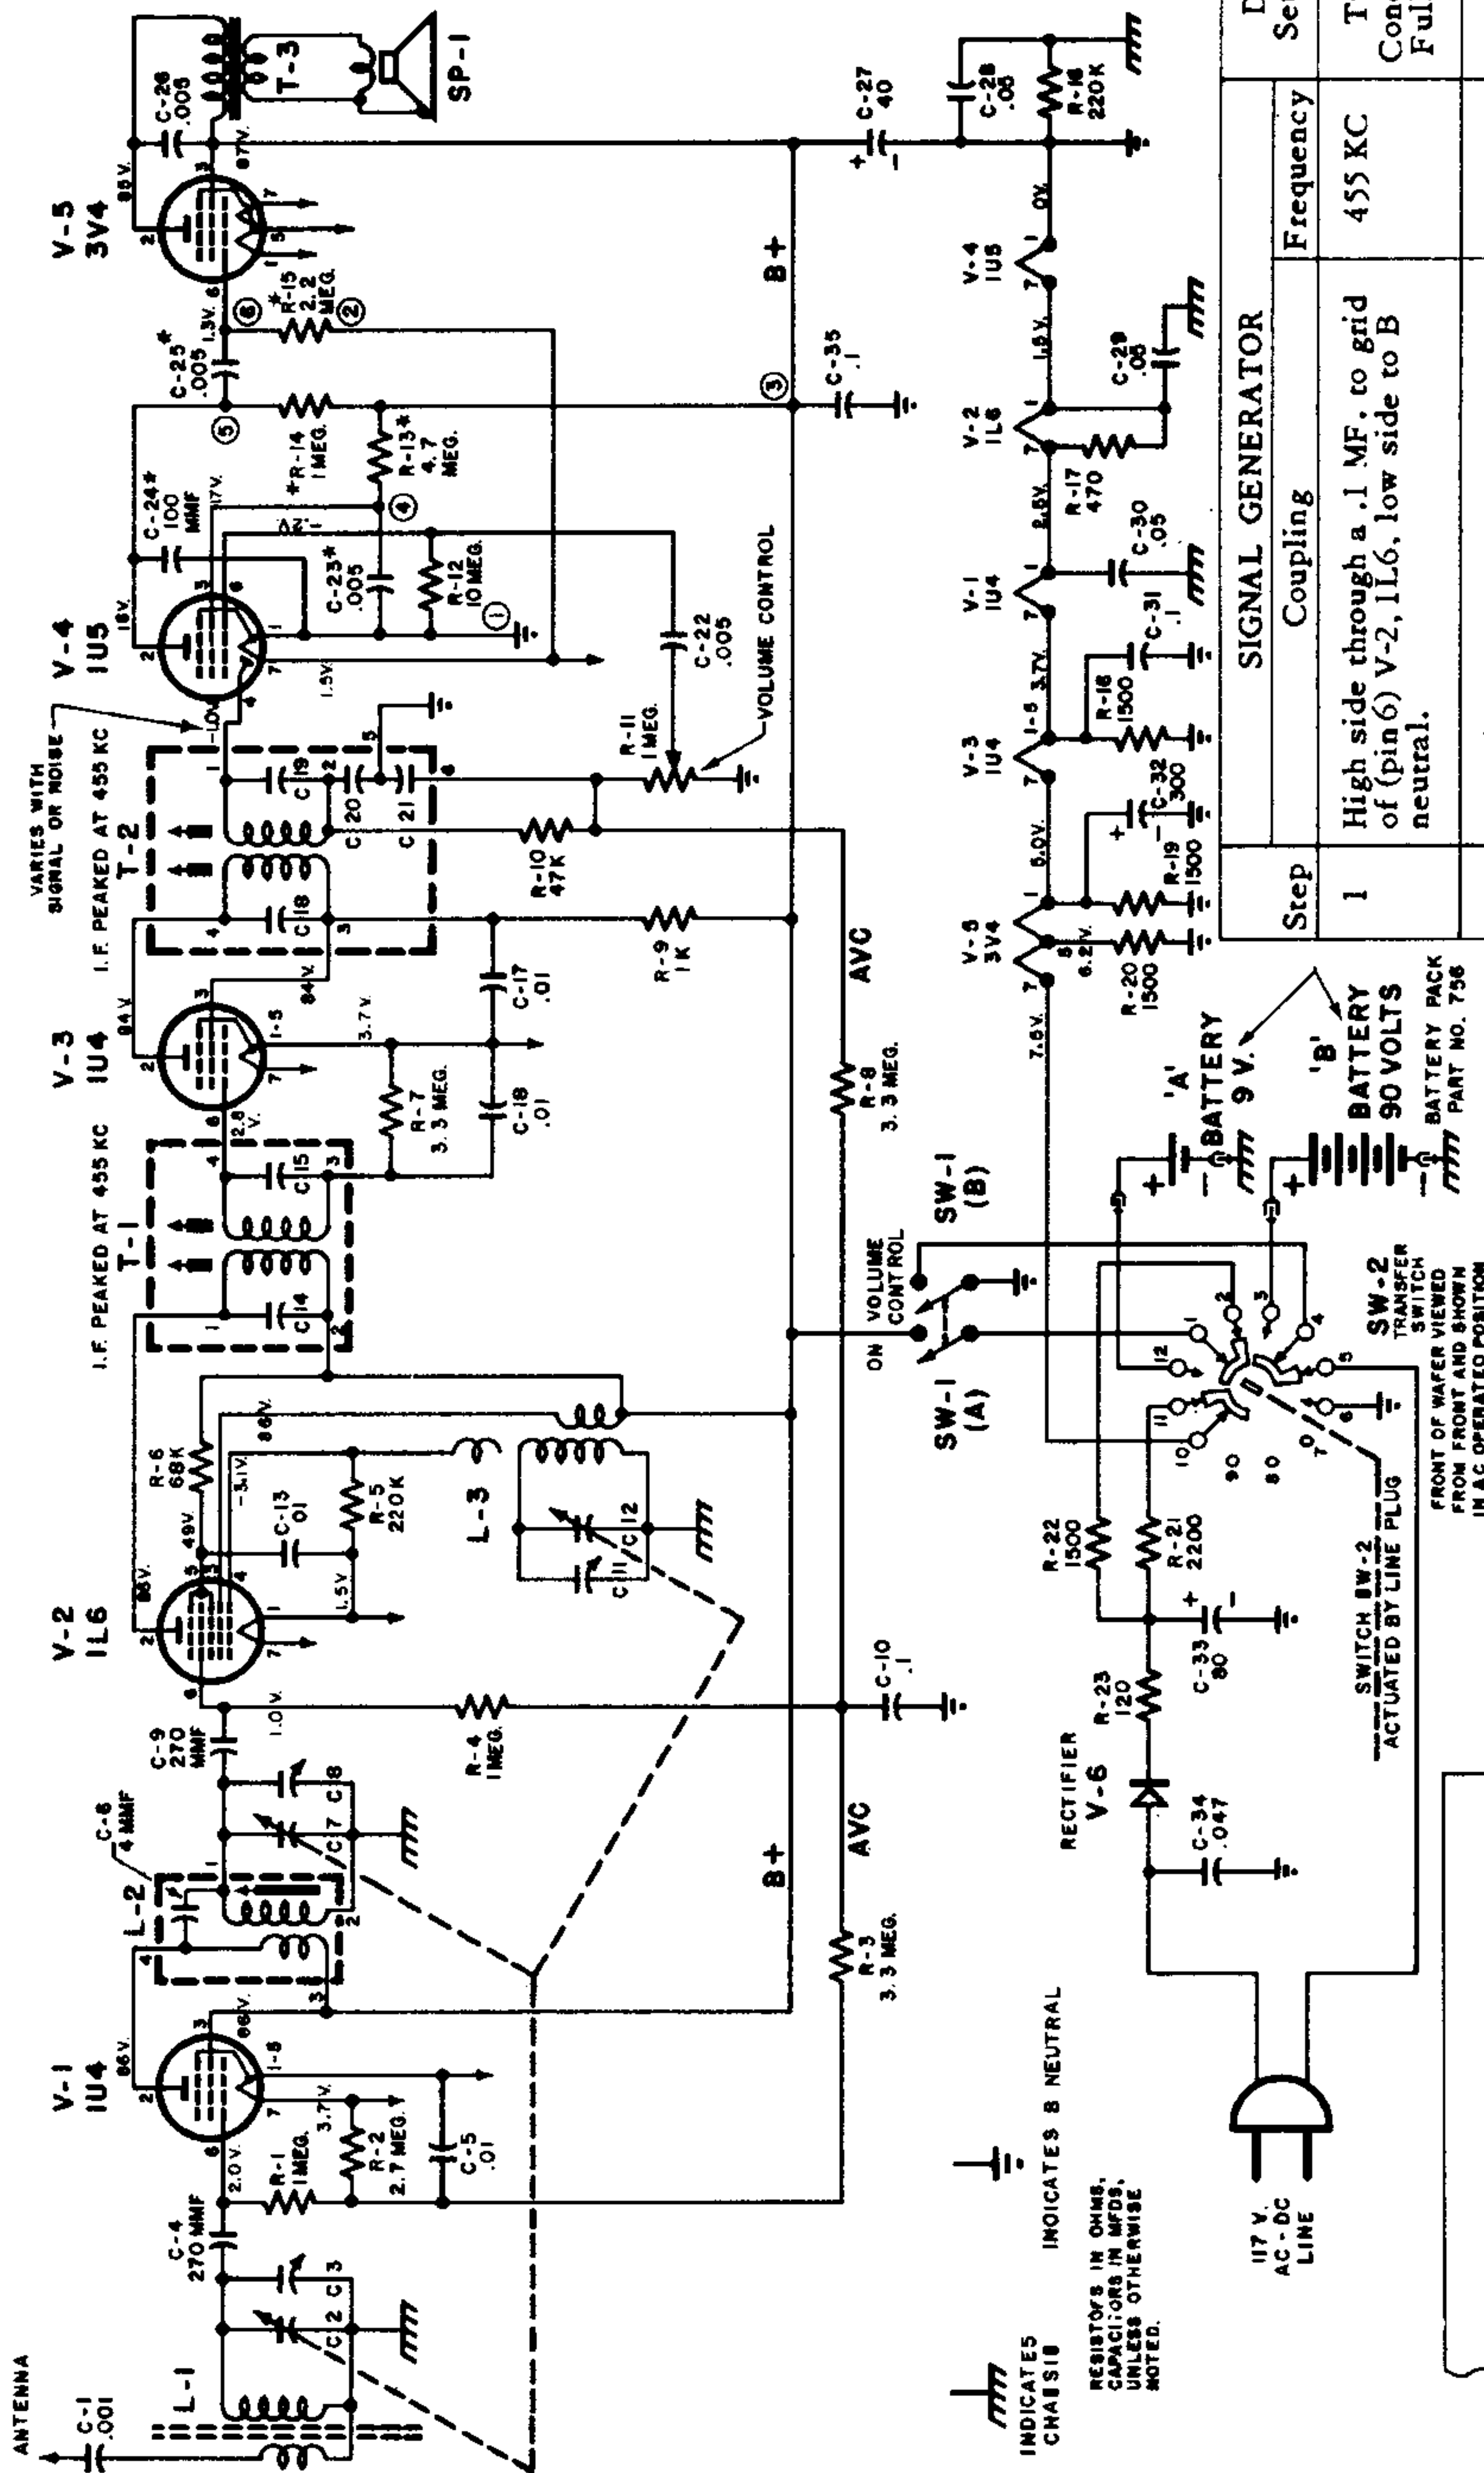 ANTENNA
C-1
.001
L-1
C 2
C 3
C-4
270 MMF
2.0 V.
R-1
1MEG.
R-2
2.7 MEG.
3.7V.
C-5
.01
V-1
1U4
86V.
86V.
L-2
C-6
4 MMF
C 7
C 8
C-9
270
MMF
1.0V.
R-4
1MEG.
R-3
3.3 MEG.
AVC
B+
C-10
.1
V-2
1L6
49V.
R-6
68K
86V.
-3.1V.
C-13
.01
R-5
220K
1.5V.
L-3
C 11
C 12
I.F. PEAKED AT 455 KC
T-1
C 14
C 15
V-3
1U4
84V
84V.
3.7V.
R-7
3.3 MEG.
C-18
.01
C-17
.01
R-9
1K
R-8
3.3 MEG.
AVC
VARIES WITH
SIGNAL OR NOISE
I.F. PEAKED AT 455 KC
T-2
C 18
C 19
C 20
C 21
R-10
47K
R-11
1MEG.
VOLUME CONTROL
C-22
.005
V-4
1U5
1.5V.
C-24*
100
MMF
17V.
C-23*
.005
R-12
10MEG.
*R-14
1MEG.
R-13*
4.7
MEG.
C-25*
.005
1.3V.
*R-15
2.2
MEG.
V-5
3V4
85V.
87V.
C-26
.005
T-3
SP-1
B+
C-35
.1
C-27
40
C-28
.05
R-18
220K
0V.
V-4
1U5
1.5V.
V-2
1L6
C-29
.05
R-17
470
2.5V.
V-1
1U4
C-30
.05
3.7V.
1-5
V-3
1U4
C-31
.1
1500
5.0V.
C-32
300
R-19
1500
V-5
3V4
6.2V.
R-20
1500
7.5V.
ON VOLUME
CONTROL
SW-1
(A)
SW-1
(B)
'A'
BATTERY
9 V.
'B'
BATTERY
90 VOLTS
BATTERY PACK
PART NO. 756
SW-2
TRANSFER
SWITCH
FRONT OF WAFER VIEWED
FROM FRONT AND SHOWN
IN AC OPERATED POSITION
SWITCH SW-2
ACTUATED BY LINE PLUG
R-22
1500
R-21
2200
C-33
80
R-23
120
RECTIFIER
V-6
C-34
.047
117 V.
AC-DC
LINE
INDICATES
CHASSIS
INDICATES B NEUTRAL
RESISTORS IN OHMS.
CAPACITORS IN MFDS.
UNLESS OTHERWISE
NOTED.
SIGNAL GENERATOR
Step
Coupling
Frequency
1
High side through a .1 MF. to grid
of (pin 6) V-2, 1L6, low side to B
neutral.
455 KC